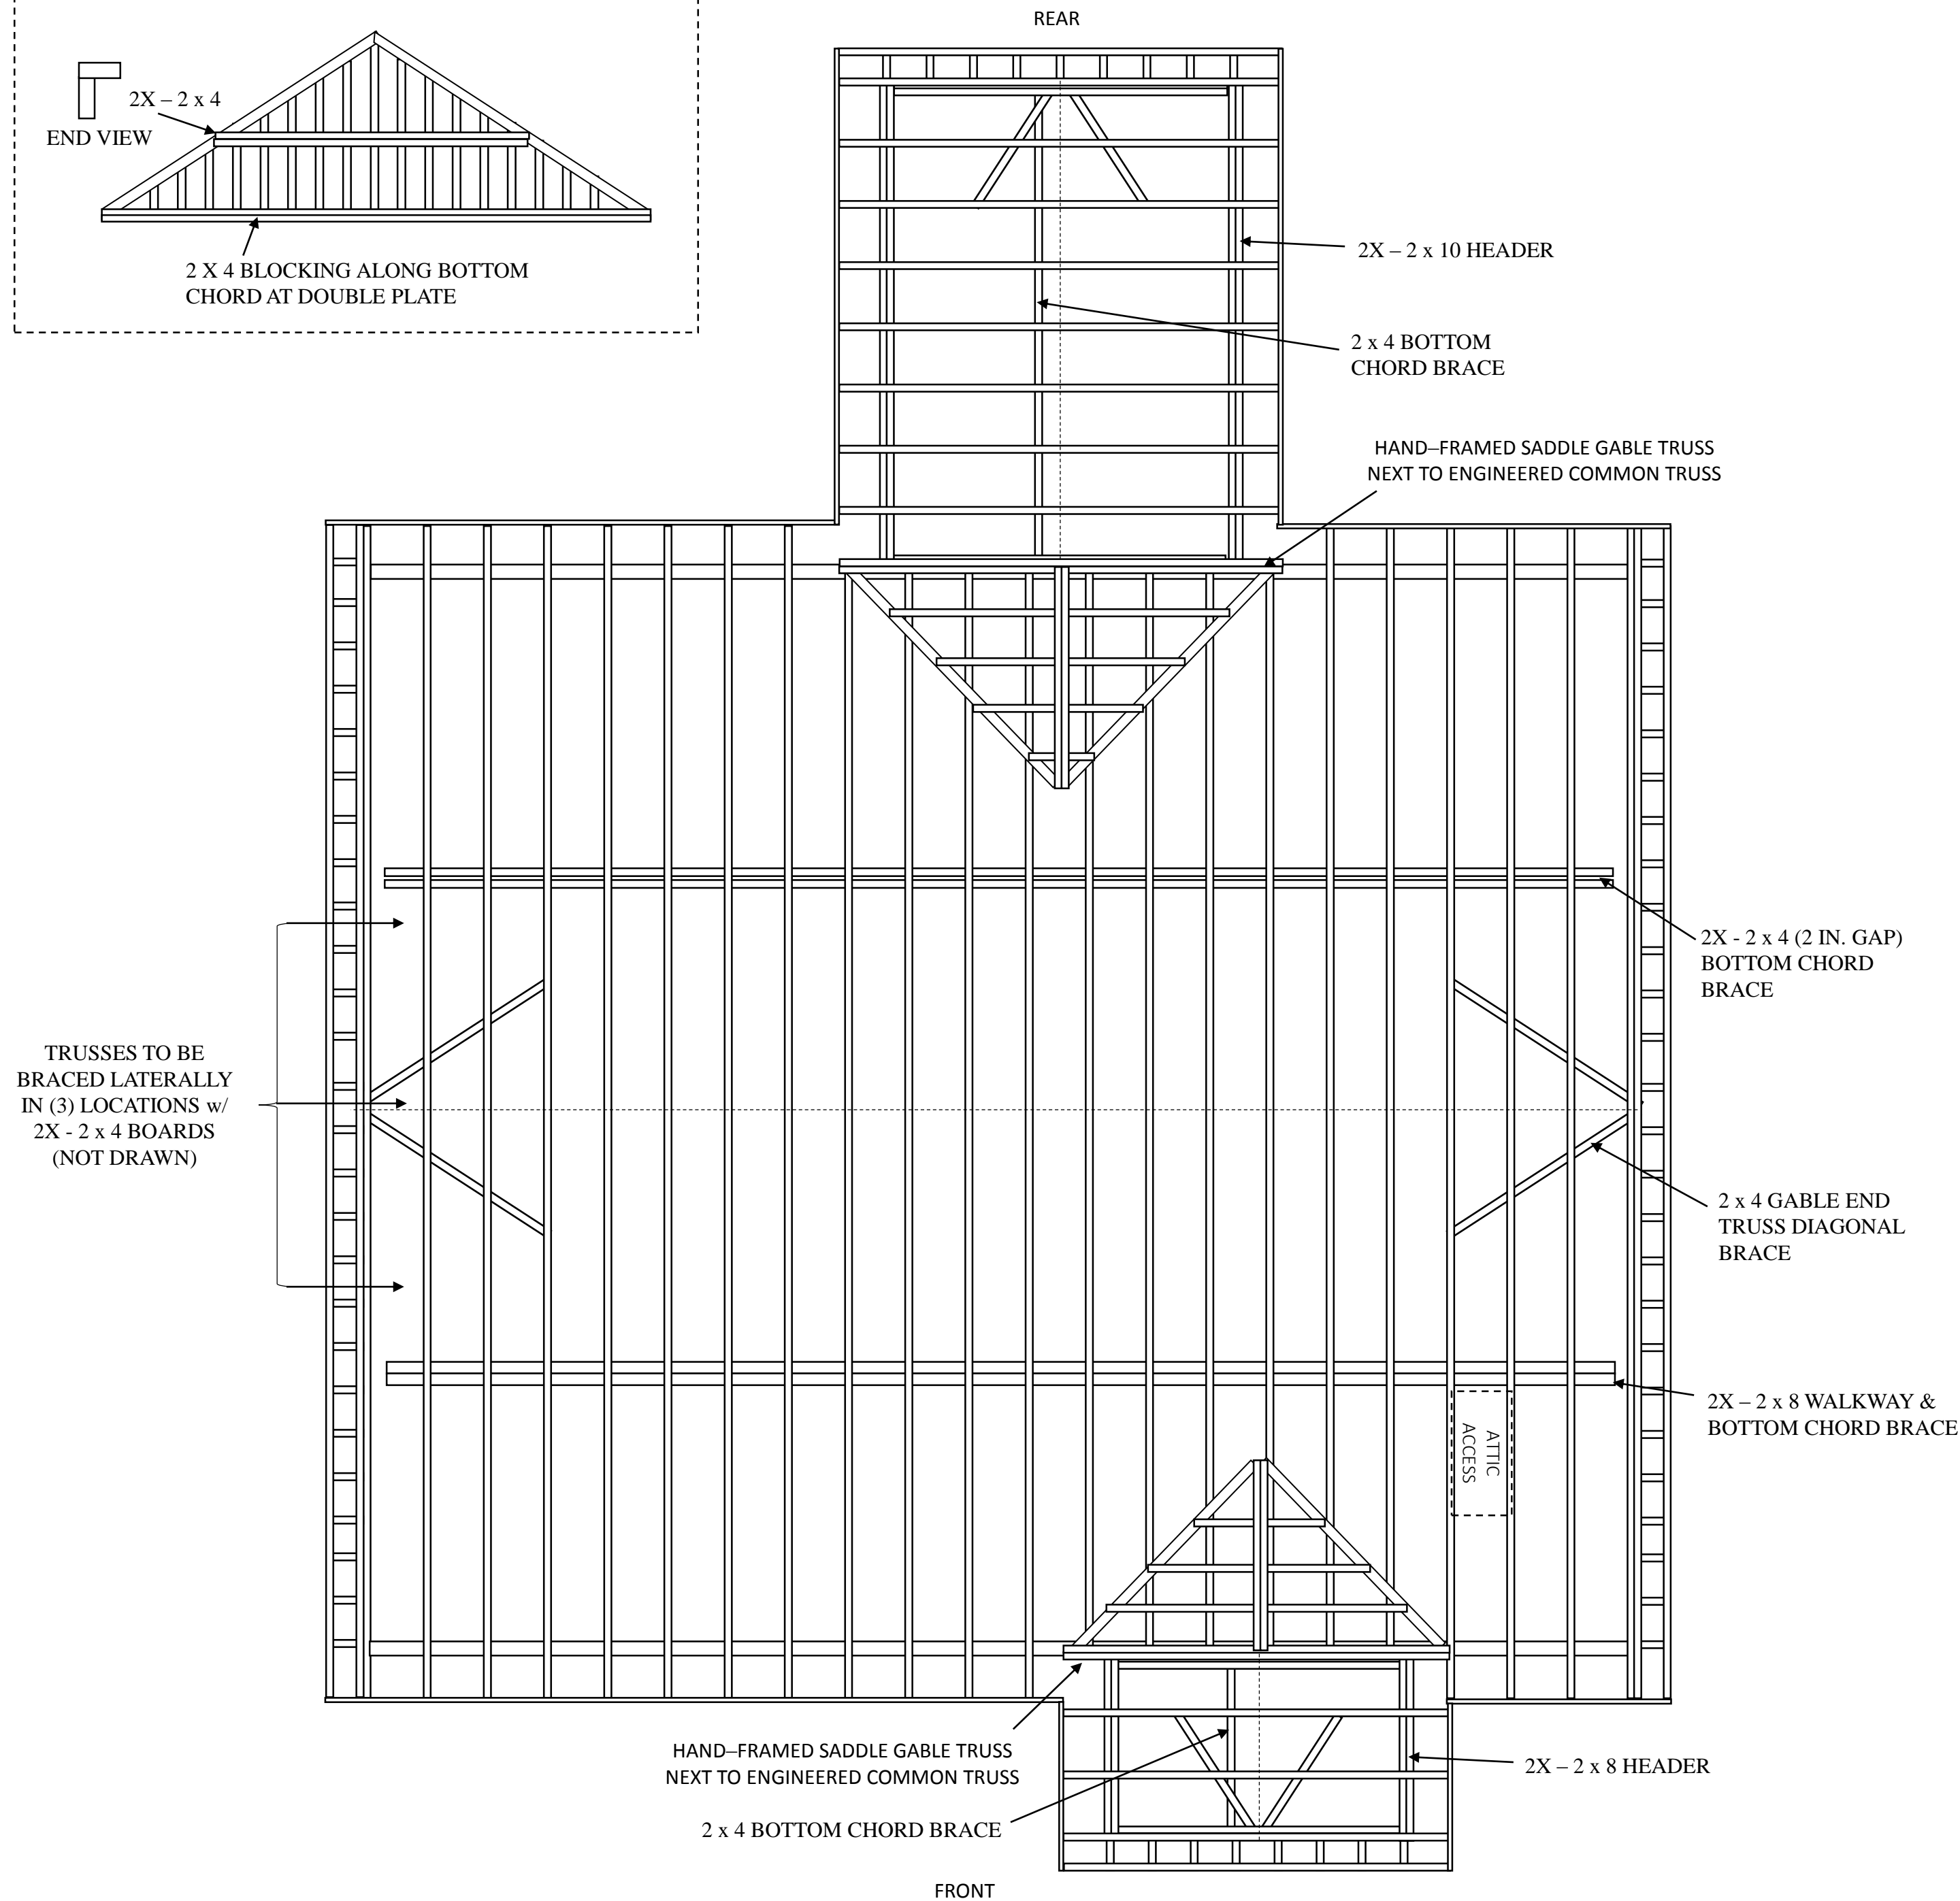 REAR
2X – 2 x 4
END VIEW
2 X 4 BLOCKING ALONG BOTTOM
CHORD AT DOUBLE PLATE
2X – 2 x 10 HEADER
2 x 4 BOTTOM
CHORD BRACE
HAND–FRAMED SADDLE GABLE TRUSS
NEXT TO ENGINEERED COMMON TRUSS
2X - 2 x 4 (2 IN. GAP)
BOTTOM CHORD
BRACE
TRUSSES TO BE
BRACED LATERALLY
IN (3) LOCATIONS w/
2X - 2 x 4 BOARDS
(NOT DRAWN)
2 x 4 GABLE END
TRUSS DIAGONAL
BRACE
2X – 2 x 8 WALKWAY &
BOTTOM CHORD BRACE
ATTIC
ACCESS
HAND–FRAMED SADDLE GABLE TRUSS
NEXT TO ENGINEERED COMMON TRUSS
2X – 2 x 8 HEADER
2 x 4 BOTTOM CHORD BRACE
FRONT